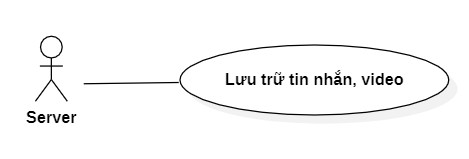 Lưu trữ tin nhắn, video
Server